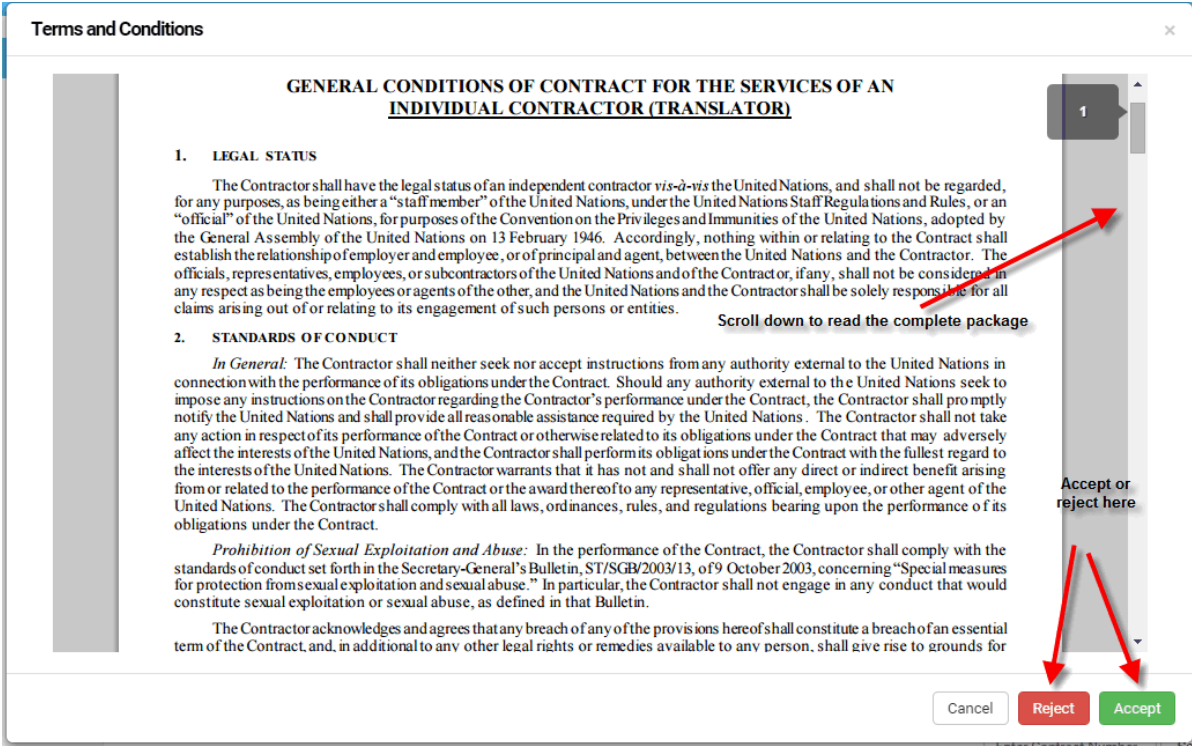 Terms and Conditions
×
GENERAL CONDITIONS OF CONTRACT FOR THE SERVICES OF AN
INDIVIDUAL CONTRACTOR (TRANSLATOR)
1
1. LEGAL STATUS
The Contractor shall have the legal status of an independent contractor vis-à-vis the United Nations, and shall not be regarded,
for any purposes, as being either a “staff member” of the United Nations, under the United Nations Staff Regulations and Rules, or an
“official” of the United Nations, for purposes of the Convention on the Privileges and Immunities of the United Nations, adopted by
the General Assembly of the United Nations on 13 February 1946. Accordingly, nothing within or relating to the Contract shall
establish the relationship of employer and employee, or of principal and agent, between the United Nations and the Contractor. The
officials, representatives, employees, or subcontractors of the United Nations and of the Contractor, if any, shall not be considered in
any respect as being the employees or agents of the other, and the United Nations and the Contractor shall be solely responsible for all
claims arising out of or relating to its engagement of such persons or entities.
Scroll down to read the complete package
2. STANDARDS OF CONDUCT
In General: The Contractor shall neither seek nor accept instructions from any authority external to the United Nations in
connection with the performance of its obligations under the Contract. Should any authority external to the United Nations seek to
impose any instructions on the Contractor regarding the Contractor’s performance under the Contract, the Contractor shall promptly
notify the United Nations and shall provide all reasonable assistance required by the United Nations. The Contractor shall not take
any action in respect of its performance of the Contract or otherwise related to its obligations under the Contract that may adversely
affect the interests of the United Nations, and the Contractor shall perform its obligations under the Contract with the fullest regard to
the interests of the United Nations. The Contractor warrants that it has not and shall not offer any direct or indirect benefit arising
from or related to the performance of the Contract or the award thereof to any representative, official, employee, or other agent of the
United Nations. The Contractor shall comply with all laws, ordinances, rules, and regulations bearing upon the performance of its
obligations under the Contract.
Accept or
reject here
Prohibition of Sexual Exploitation and Abuse: In the performance of the Contract, the Contractor shall comply with the
standards of conduct set forth in the Secretary-General’s Bulletin, ST/SGB/2003/13, of 9 October 2003, concerning “Special measures
for protection from sexual exploitation and sexual abuse.” In particular, the Contractor shall not engage in any conduct that would
constitute sexual exploitation or sexual abuse, as defined in that Bulletin.
The Contractor acknowledges and agrees that any breach of any of the provisions hereof shall constitute a breach of an essential
term of the Contract, and, in additional to any other legal rights or remedies available to any person, shall give rise to grounds for
Cancel
Reject
Accept